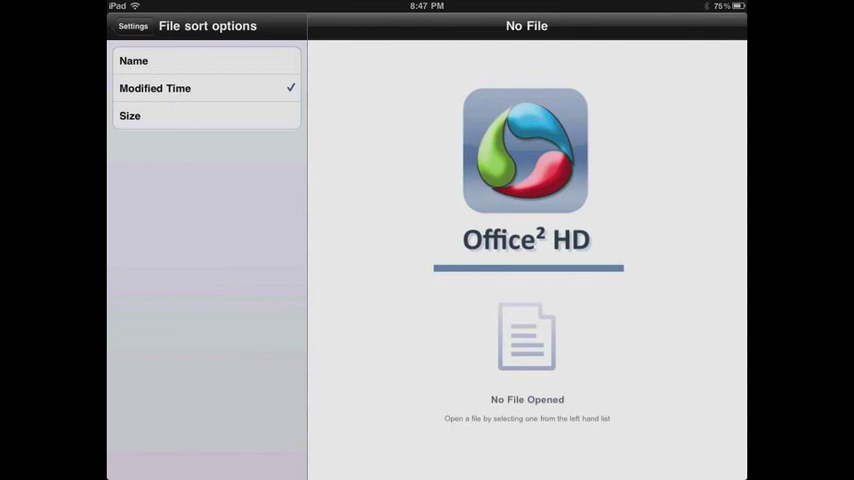 iPad
8:47 PM
75%
Settings
File sort options
No File
Name
Modified Time
Size
Office² HD
No File Opened
Open a file by selecting one from the left hand list